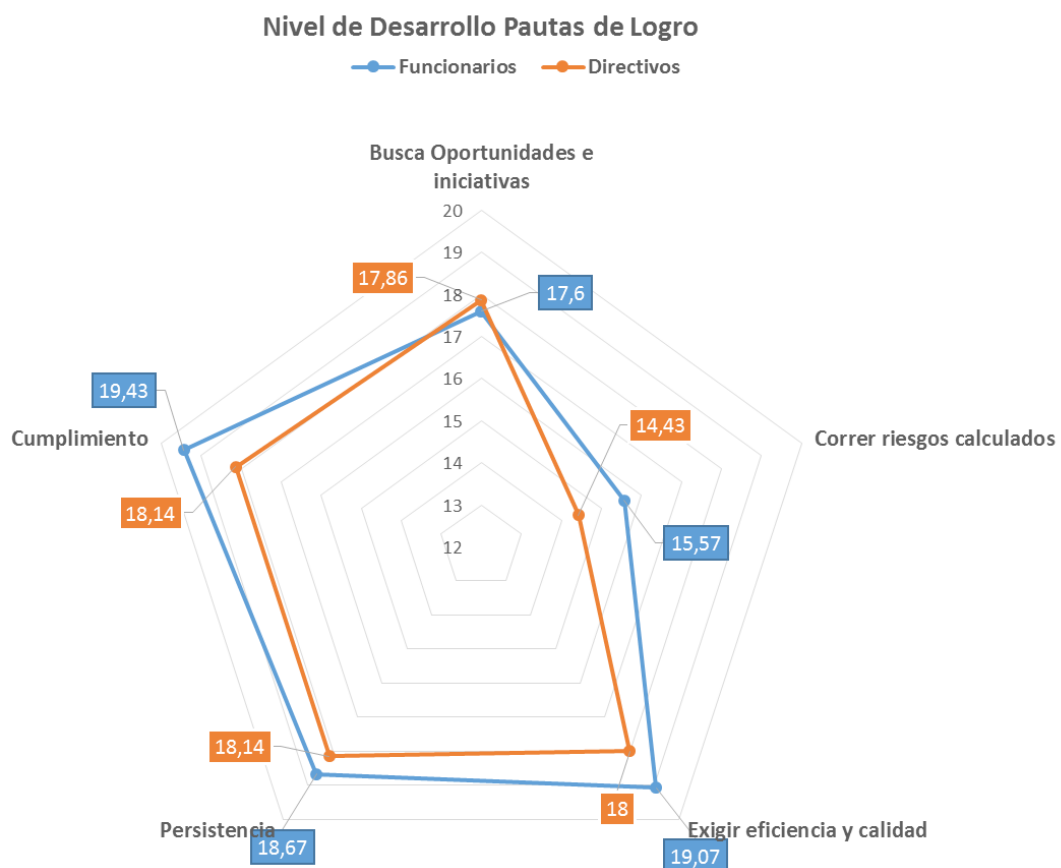 Nivel de Desarrollo Pautas de Logro
Funcionarios
Directivos
Busca Oportunidades e
iniciativas
20
19
17,86
18
17,6
17
16
19,43
15
14,43
Cumplimiento
Correr riesgos calculados
14
13
18,14
12
15,57
18,14
18
Persistencia
Exigir eficiencia y calidad
18,67
19,07